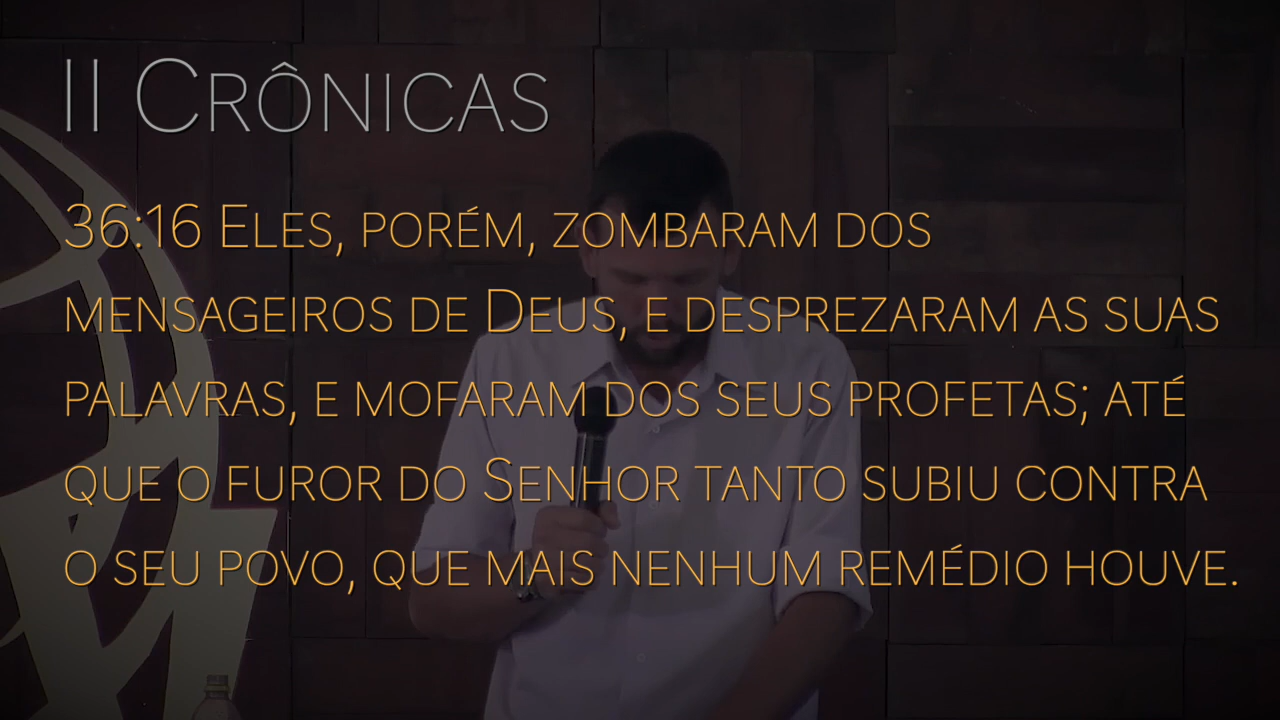 II Crônicas
36:16 Eles, porém, zombaram dos
mensageiros de Deus, e desprezaram as suas
palavras, e mofaram dos seus profetas; até
que o furor do Senhor tanto subiu contra
o seu povo, que mais nenhum remédio houve.